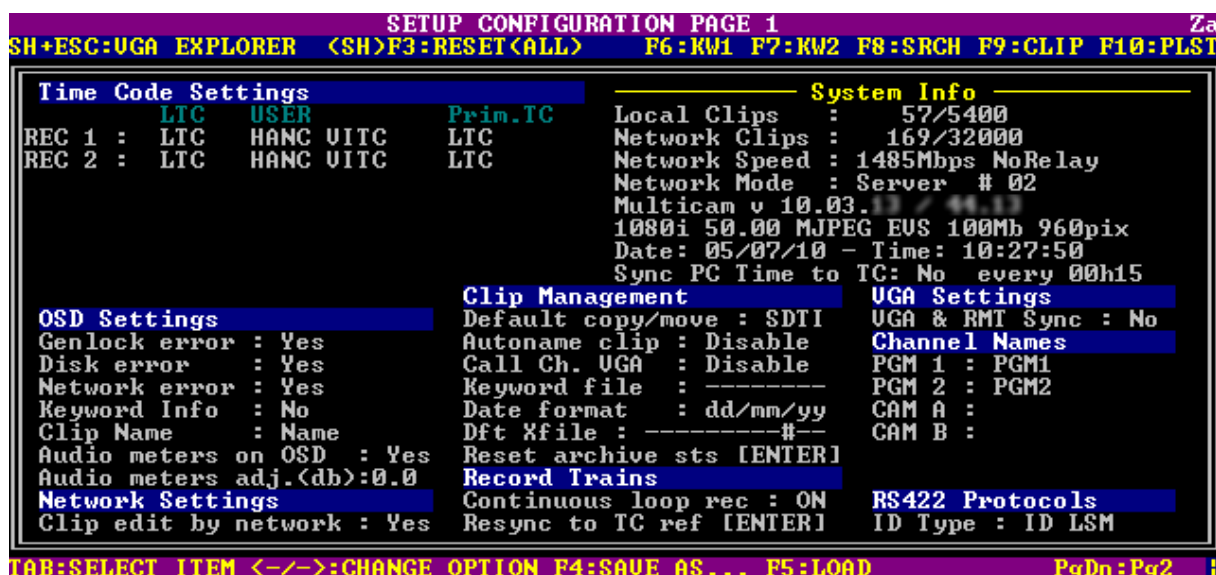 SETUP CONFIGURATION PAGE 1 Za
SH+ESC:VGA EXPLORER <SH>F3:RESET<ALL> F6:KW1 F7:KW2 F8:SRCH F9:CLIP F10:PLST
Time Code Settings
LTC USER Prim.TC
REC 1 : LTC HANC VITC LTC
REC 2 : LTC HANC VITC LTC
System Info
Local Clips : 57/5400
Network Clips : 169/32000
Network Speed : 1485Mbps NoRelay
Network Mode : Server # 02
Multicam v 10.03.
1080i 50.00 MJPEG EVS 100Mb 960pix
Date: 05/07/10 - Time: 10:27:50
Sync PC Time to TC: No every 00h15
OSD Settings
Genlock error : Yes
Disk error : Yes
Network error : Yes
Keyword Info : No
Clip Name : Name
Audio meters on OSD : Yes
Audio meters adj.(db):0.0
Network Settings
Clip edit by network : Yes
Clip Management
Default copy/move : SDTI
Autoname clip : Disable
Call Ch. VGA : Disable
Keyword file : --------
Date format : dd/mm/yy
Dft Xfile : ---------#--
Reset archive sts [ENTER]
Record Trains
Continuous loop rec : ON
Resync to TC ref [ENTER]
VGA Settings
VGA & RMT Sync : No
Channel Names
PGM 1 : PGM1
PGM 2 : PGM2
CAM A :
CAM B :
RS422 Protocols
ID Type : ID LSM
TAB:SELECT ITEM <-/->:CHANGE OPTION F4:SAVE AS... F5:LOAD PgDn:Pg2